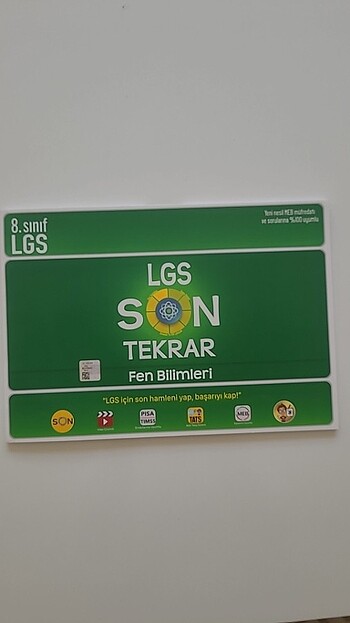 8. sınıf
LGS
Yeni nesil MEB müfredatı
ve sorularına %100 uyumlu
LGS
SON
TEKRAR
Fen Bilimleri
"LGS için son hamleni yap, başarıyı kap!"
SON
PISA
TIMSS
TATS
MEB